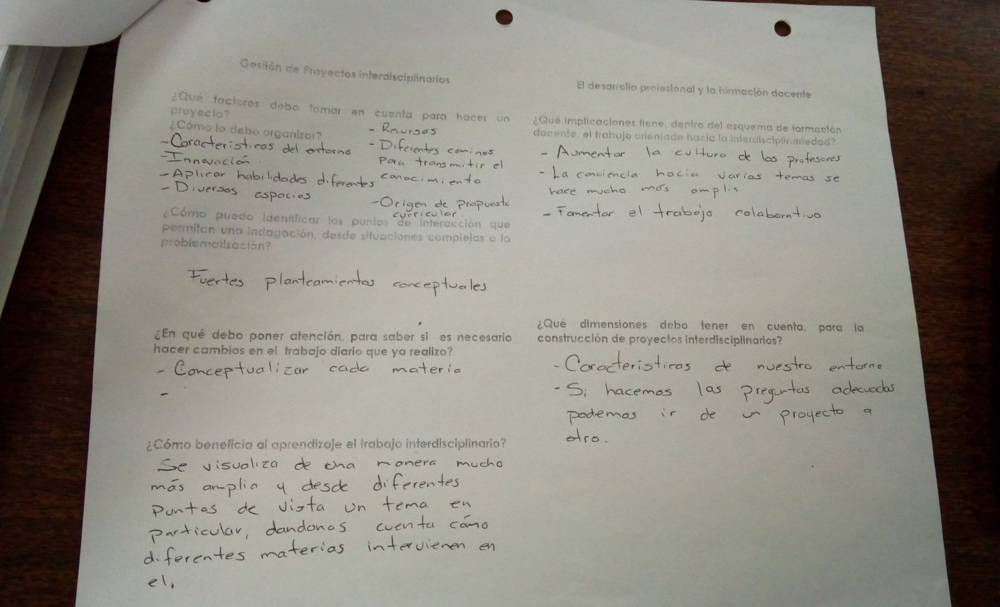 Gestión de Proyectos interdisciplinarios
¿Qué factores debo tomar en cuenta para hacer un
proyecto?
¿Cómo lo debo organizar?
- Caracteristicas del entorno
- Innovación.
- Aplicar habilidades diferentes
- Diversos espacios
- Recursos
- Diferentes caminos
para transmitir el
conocimiento
- Origen de propuesta
curricular.
¿Cómo puedo identificar los puntos de interacción que
permitan una indagación, desde situaciones complejas o la
problematización?
Fuertes planteamientos conceptuales
¿En qué debo poner atención, para saber si es necesario
hacer cambios en el trabajo diario que ya realizo?
- Conceptualizar cada materia
-
¿Cómo beneficia al aprendizaje el trabajo interdisciplinario?
Se visualiza de una manera mucho
más amplia y desde diferentes
puntos de vista un tema en
particular, dandonos cuenta cómo
diferentes materias intervienen en
el.
El desarrollo profesional y la formación docente
¿Qué implicaciones tiene, dentro del esquema de formación
docente, el trabajo orientado hacia la interdisciplinariedad?
- Aumentar la cultura de los profesores
- La conciencia hacia varios temas se
hace mucho más amplia
- Fomentar el trabajo colaborativo
¿Qué dimensiones debo tener en cuenta, para la
construcción de proyectos interdisciplinarios?
- Caracteristicas de nuestro entorno
- Si hacemos las preguntas adecuadas
podemos ir de un proyecto a
otro.